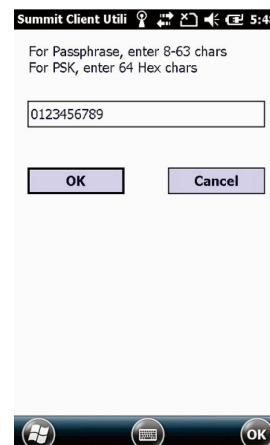 Summit Client Utili 5:4
For Passphrase, enter 8-63 chars
For PSK, enter 64 Hex chars
0123456789
OK Cancel
OK